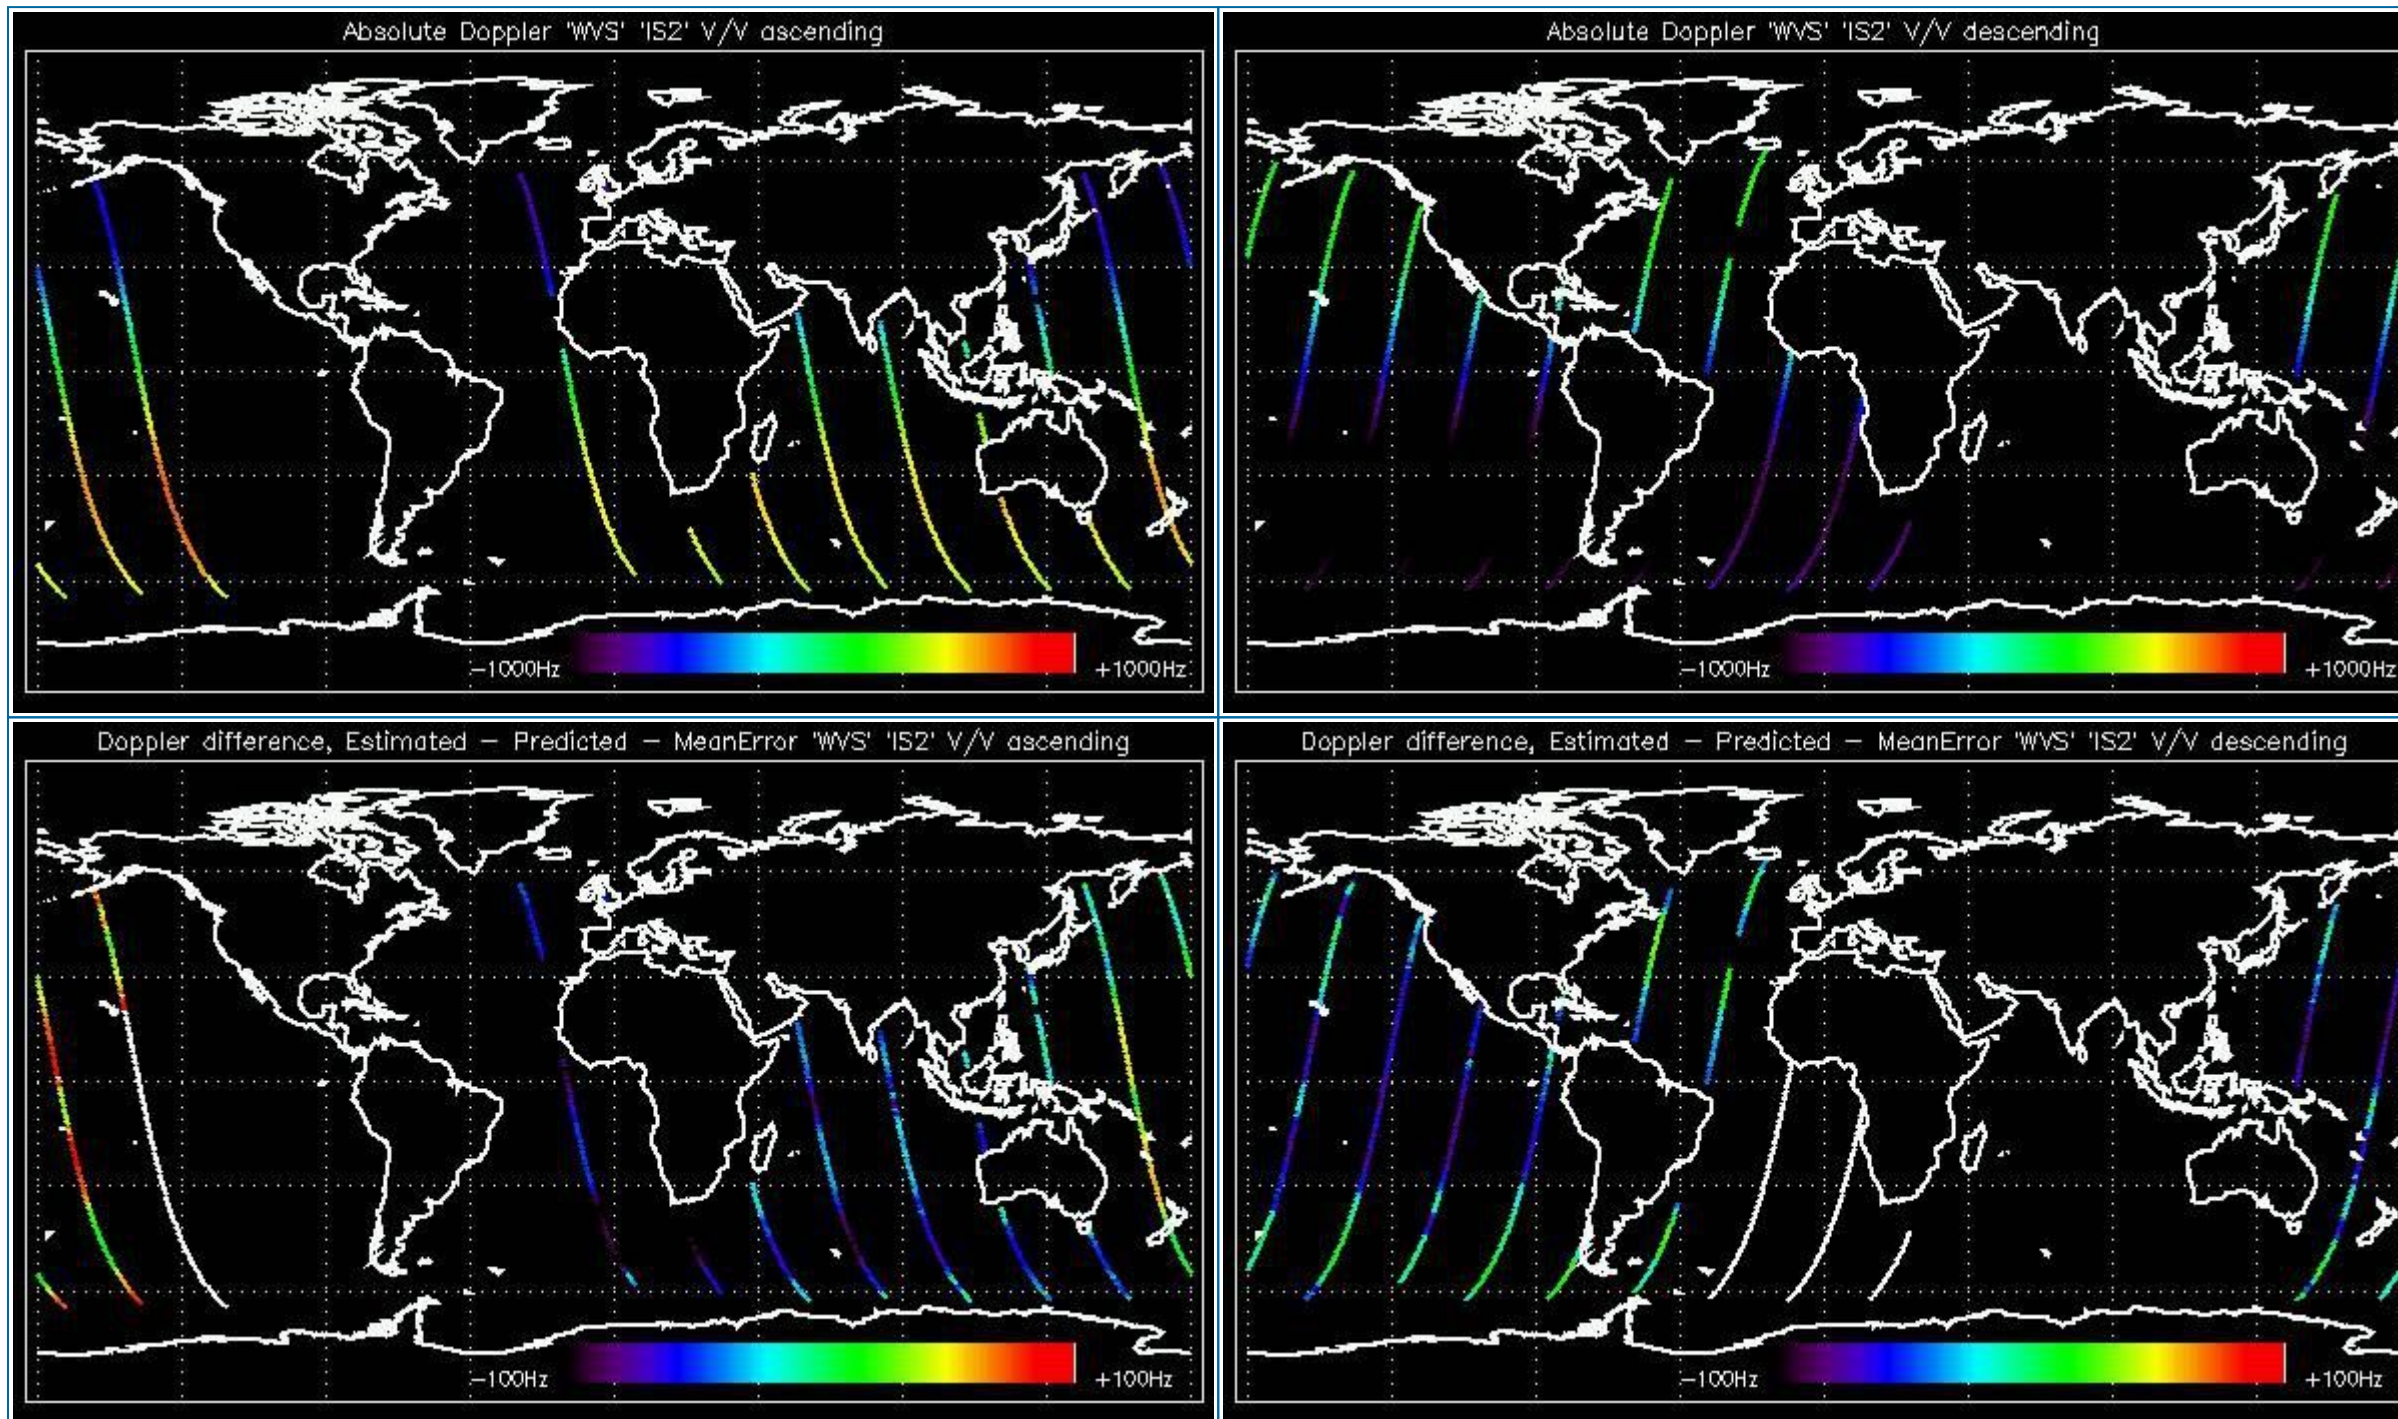 Absolute Doppler 'WVS' 'IS2' V/V ascending
−1000Hz
+1000Hz
Absolute Doppler 'WVS' 'IS2' V/V descending
−1000Hz
+1000Hz
Doppler difference, Estimated − Predicted − MeanError 'WVS' 'IS2' V/V ascending
−100Hz
+100Hz
Doppler difference, Estimated − Predicted − MeanError 'WVS' 'IS2' V/V descending
−100Hz
+100Hz